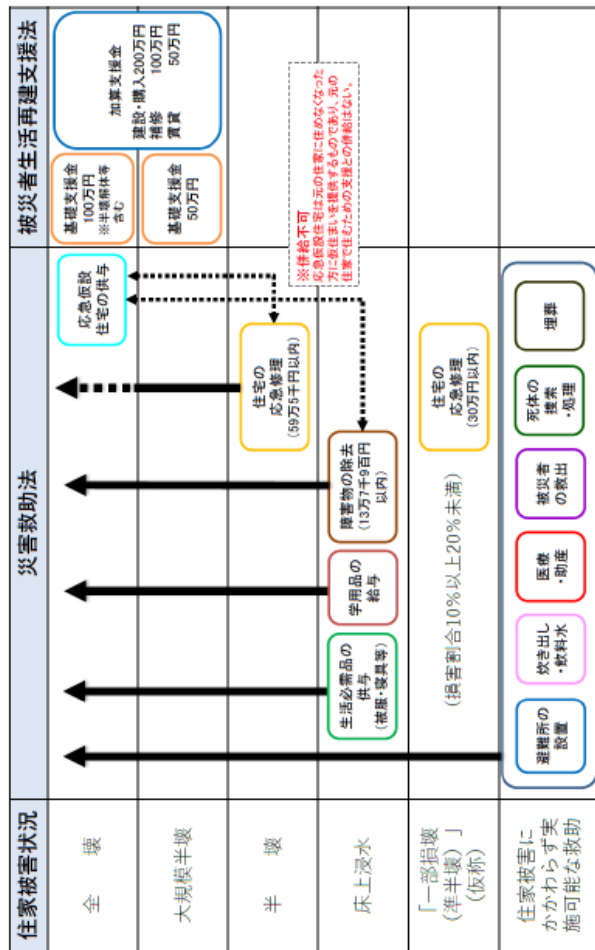 住家被害状況
災害救助法
被災者生活再建支援法
全　壊
応急仮設
住宅の供与
基礎支援金
100万円
※半壊解体等
含む
加算支援金
建設・購入200万円
補修　100万円
賃貸　50万円
大規模半壊
基礎支援金
50万円
半　壊
住宅の
応急修理
(59万5千円以内)
※併給不可
応急仮設住宅は元の住家に住めなくなった
方に仮住まいを提供するものであり、元の
住家で住むための支援との併給はない。
床上浸水
生活必需品の
供与
(被服・寝具等)
学用品の
給与
障害物の除去
(13万7千9百円
以内)
「一部損壊
(準半壊)」
(仮称)
(損害割合10%以上20%未満)
住宅の
応急修理
(30万円以内)
住家被害に
かかわらず実
施可能な救助
避難所の
設置
炊き出し
・飲料水
医療
・助産
被災者
の救出
死体の
捜索
・処理
埋葬